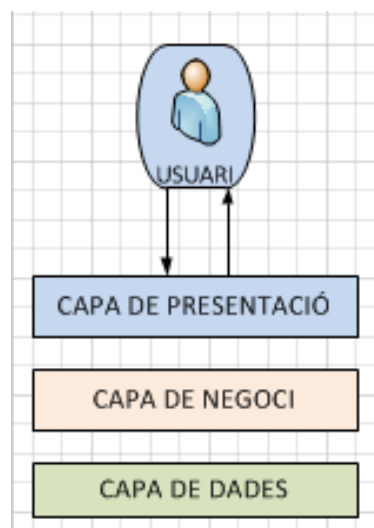 USUARI
CAPA DE PRESENTACIÓ
CAPA DE NEGOCI
CAPA DE DADES